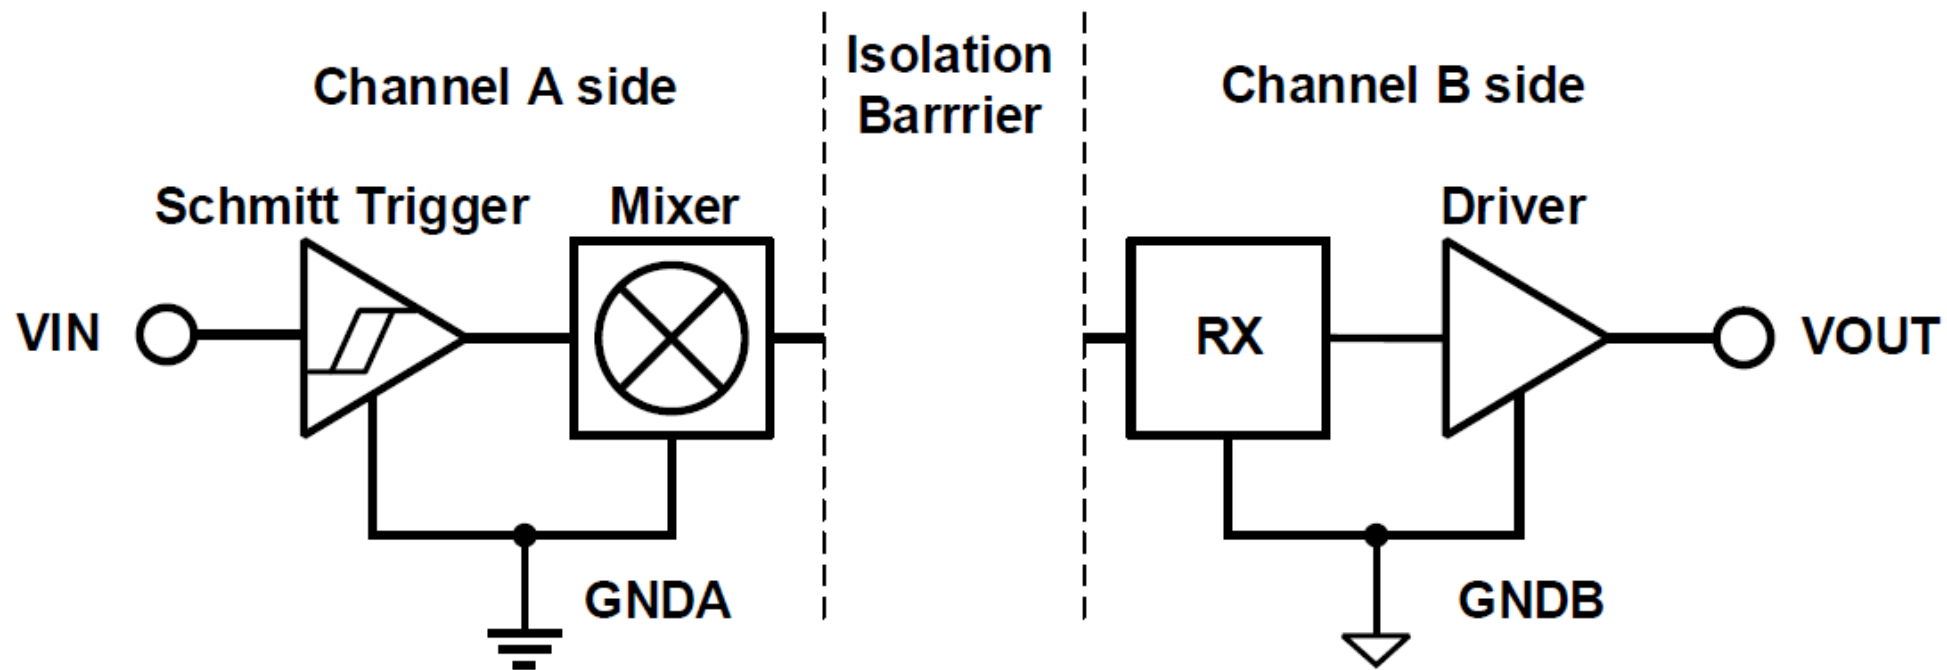 Channel A side
Isolation
Barrrier
Channel B side
Schmitt Trigger
Mixer
Driver
VIN
RX
VOUT
GNDA
GNDB